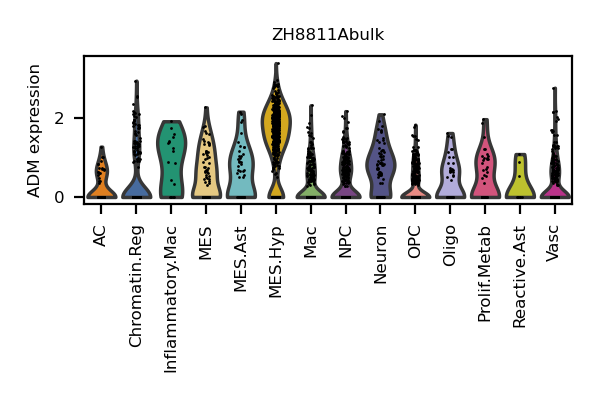 ZH8811Abulk
ADM expression
2
0
AC
Chromatin.Reg
Inflammatory.Mac
MES
MES.Ast
MES.Hyp
Mac
NPC
Neuron
OPC
Oligo
Prolif.Metab
Reactive.Ast
Vasc